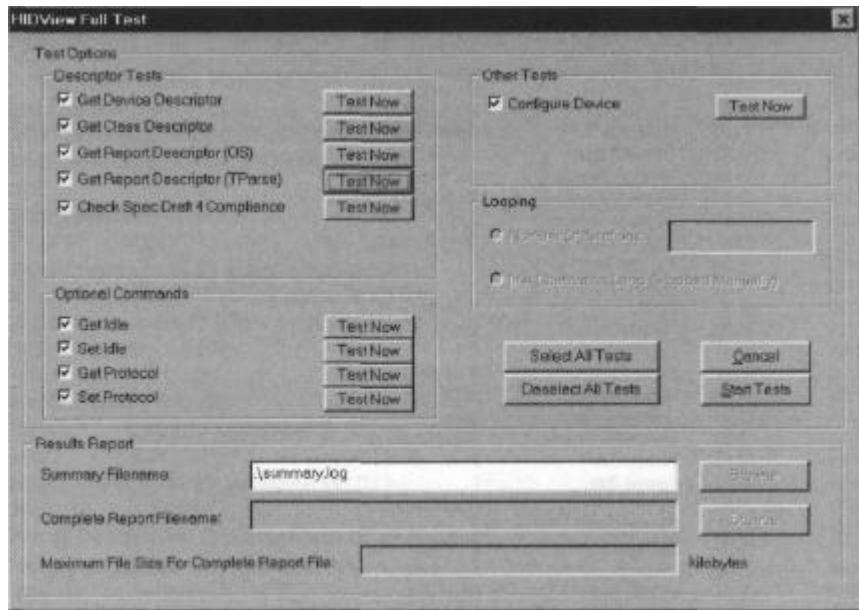 HIDView Full Test
Test Options
Descriptor Tests
Get Device Descriptor
Test Now
Get Class Descriptor
Test Now
Get Report Descriptor (OS)
Test Now
Get Report Descriptor (TParse)
Test Now
Check Spec Draft 4 Compliance
Test Now
Optional Commands
Get Idle
Test Now
Set Idle
Test Now
Get Protocol
Test Now
Set Protocol
Test Now
Other Tests
Configure Device
Test Now
Looping
Select All Tests
Cancel
Deselect All Tests
Start Tests
Results Report
Summary Filename:
.\summary.log
Complete Report Filename:
Maximum File Size For Complete Report File:
kilobytes